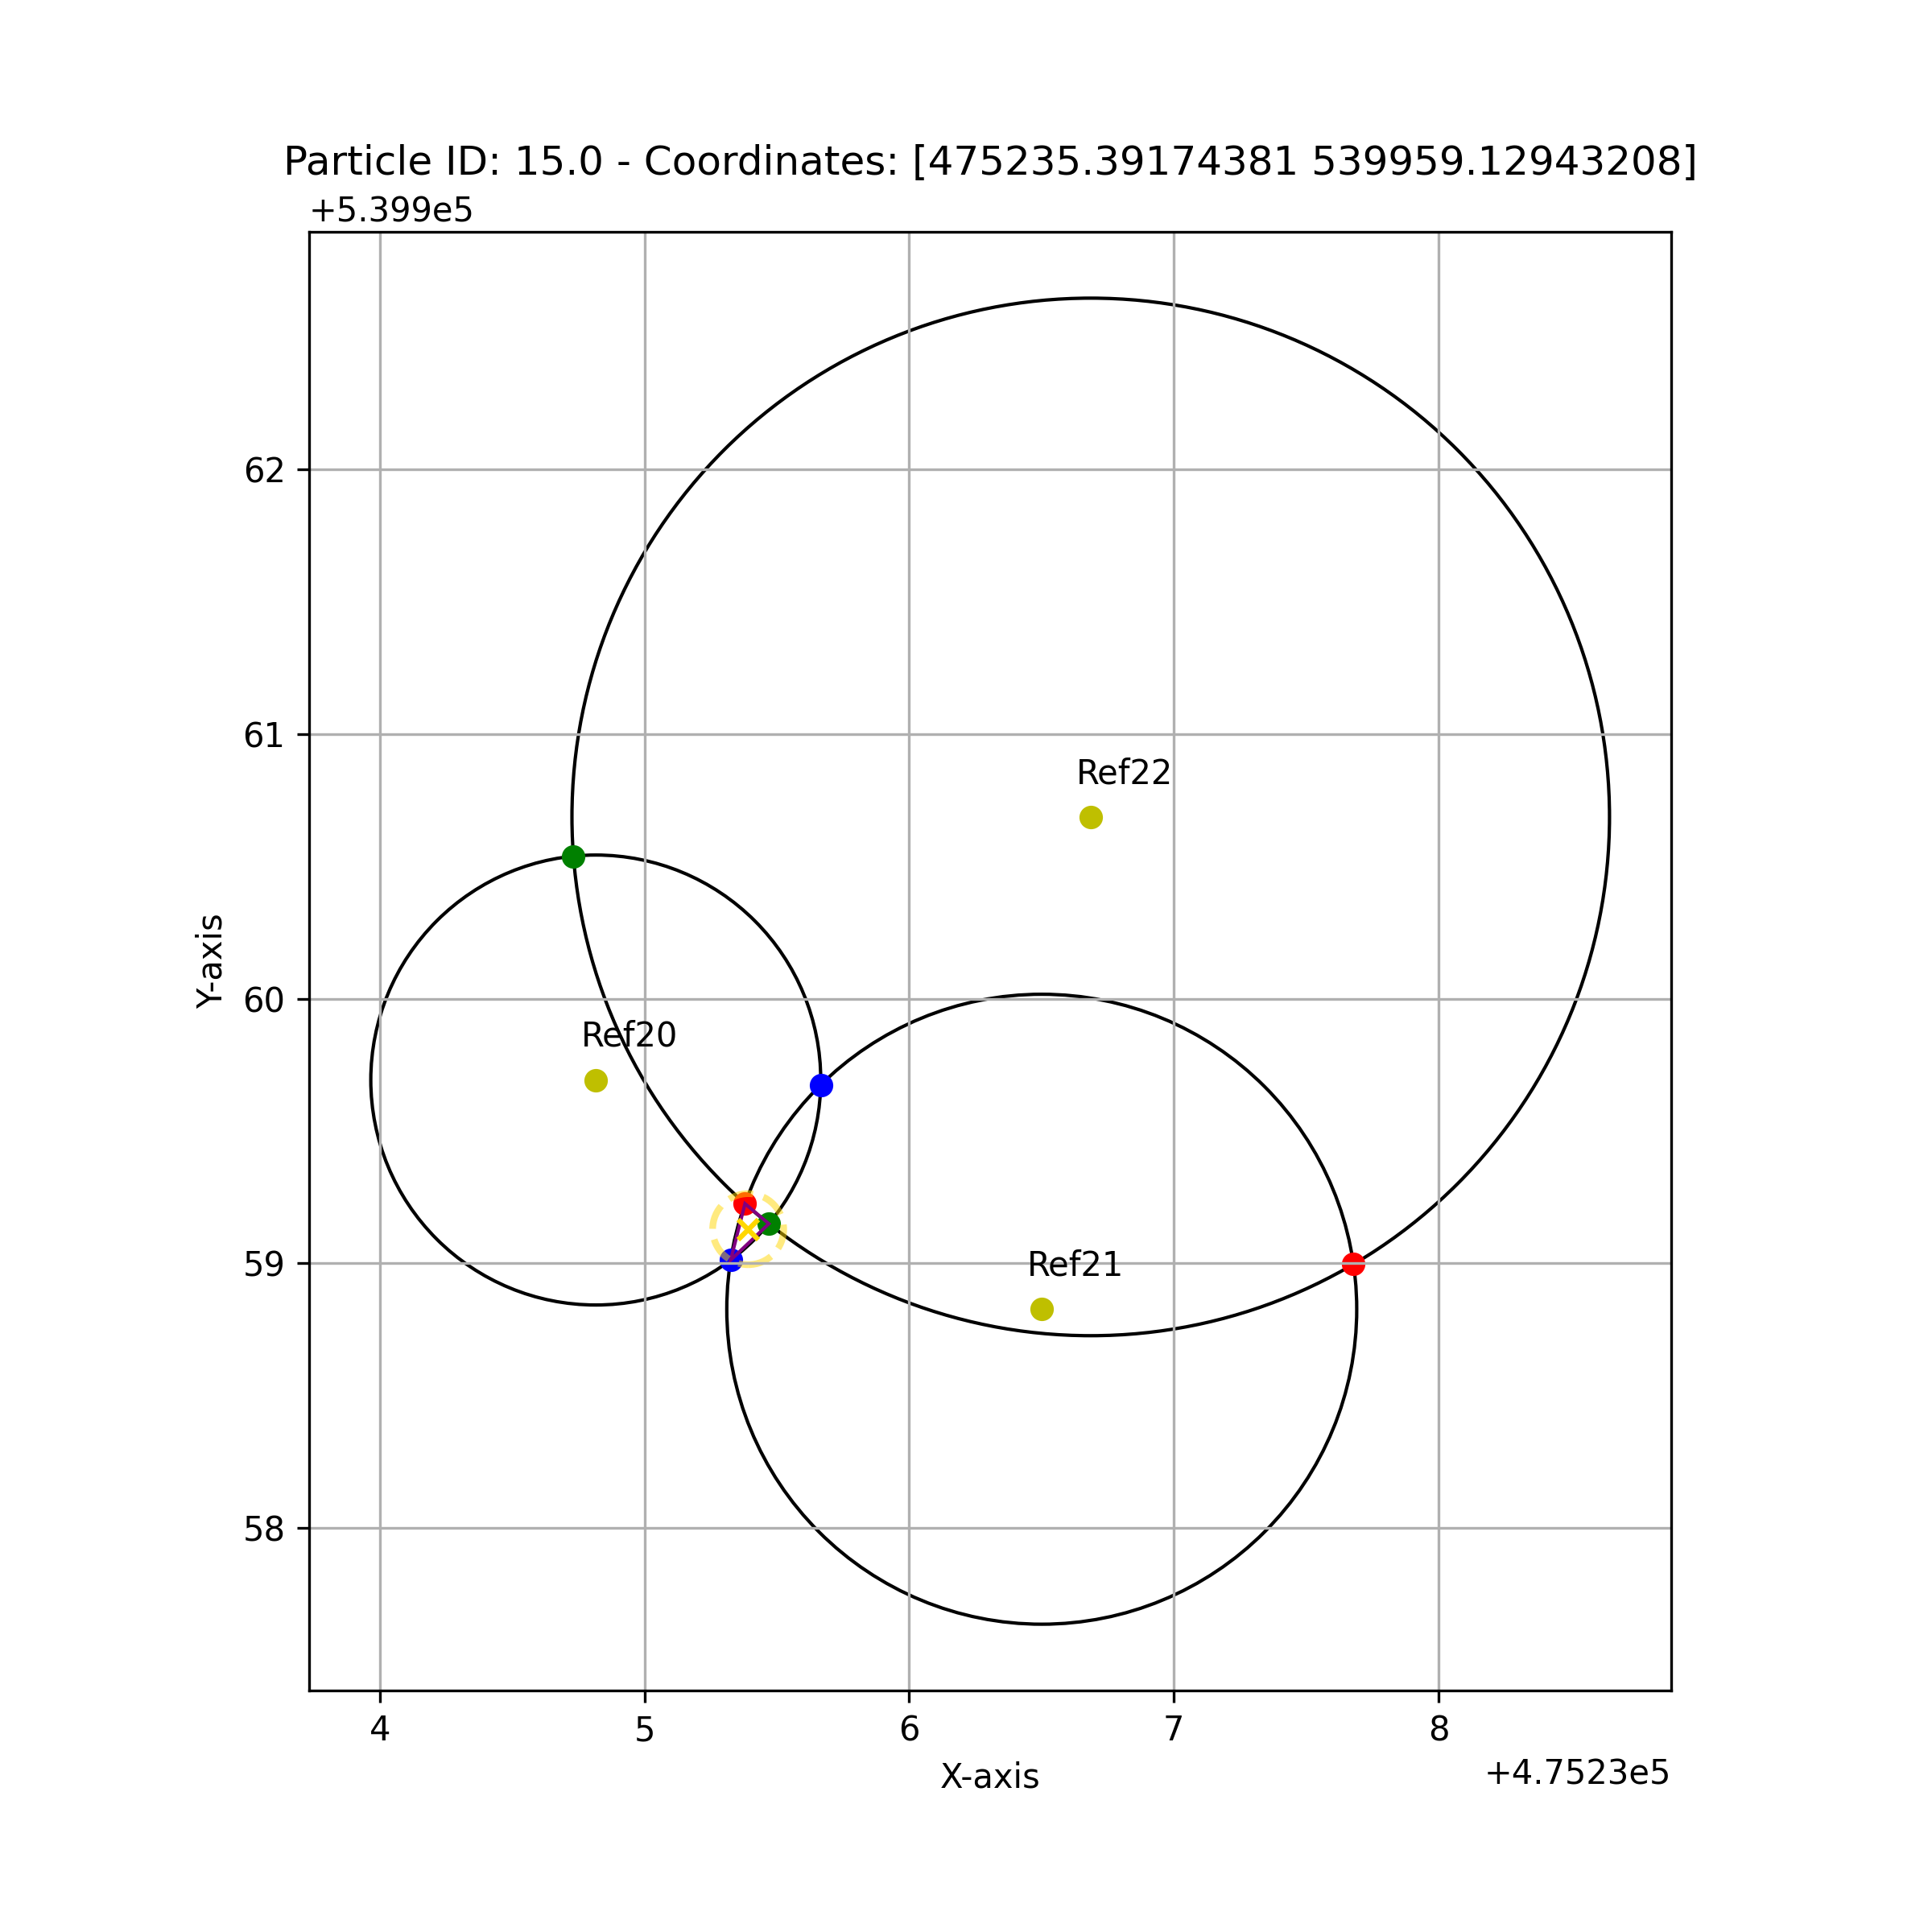 Particle ID: 15.0 - Coordinates: [475235.39174381 539959.12943208]
+5.399e5
62
61
Ref22
60
Y-axis
Ref20
59
Ref21
58
4 5 6 7 8
X-axis
+4.7523e5